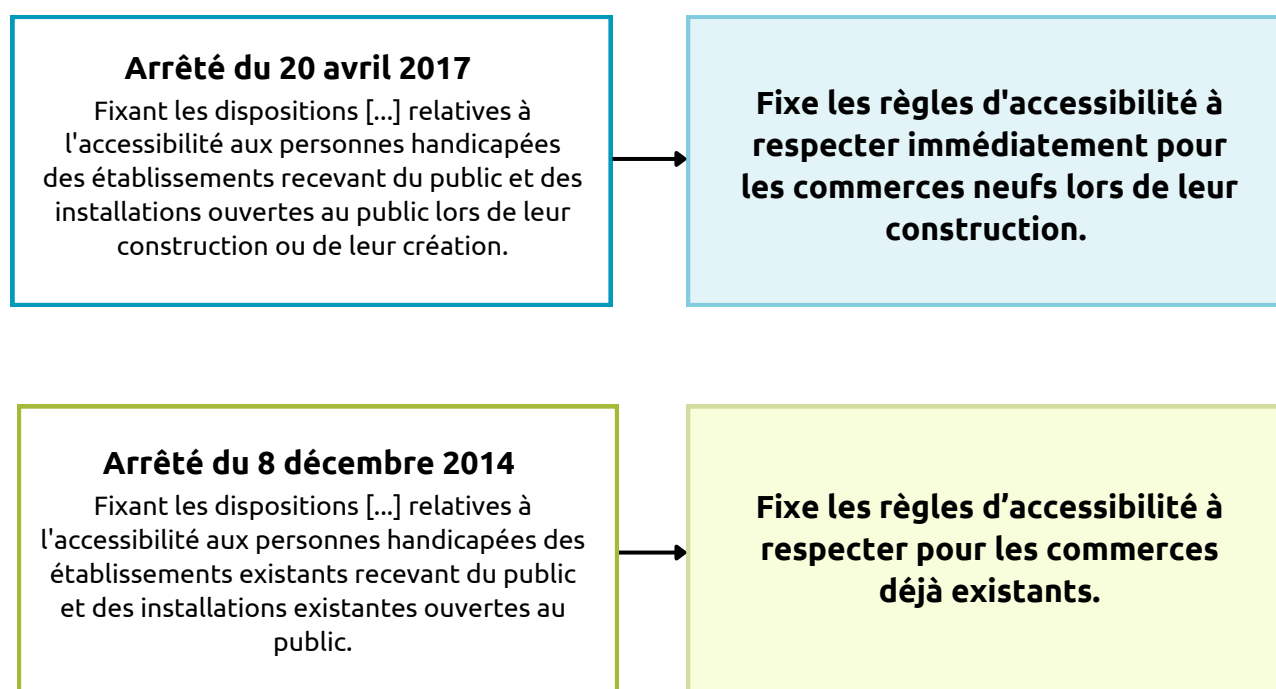 Arrêté du 20 avril 2017
Fixant les dispositions [...] relatives à
l'accessibilité aux personnes handicapées
des établissements recevant du public et des
installations ouvertes au public lors de leur
construction ou de leur création.
Fixe les règles d'accessibilité à
respecter immédiatement pour
les commerces neufs lors de leur
construction.
Arrêté du 8 décembre 2014
Fixant les dispositions [...] relatives à
l'accessibilité aux personnes handicapées des
établissements existants recevant du public
et des installations existantes ouvertes au
public.
Fixe les règles d’accessibilité à
respecter pour les commerces
déjà existants.